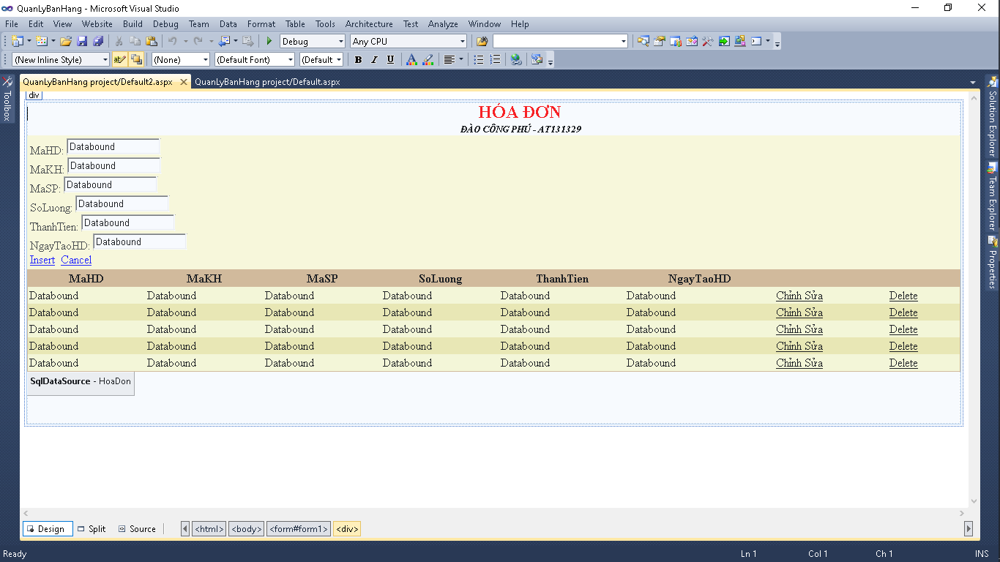 QuanLyBanHang - Microsoft Visual Studio
File Edit View Website Build Debug Team Data Format Table Tools Architecture Test Analyze Window Help
Debug Any CPU
(New Inline Style) (None) (Default Font) (Default B I U
QuanLyBanHang project/Default2.aspx QuanLyBanHang project/Default.aspx
Toolbox
div
HÓA ĐƠN
ĐÀO CÔNG PHÚ - AT131329
MaHD: Databound
MaKH: Databound
MaSP: Databound
SoLuong: Databound
ThanhTien: Databound
NgayTaoHD: Databound
Insert Cancel
MaHD MaKH MaSP SoLuong ThanhTien NgayTaoHD
Databound Databound Databound Databound Databound Databound Chỉnh Sửa Delete
Databound Databound Databound Databound Databound Databound Chỉnh Sửa Delete
Databound Databound Databound Databound Databound Databound Chỉnh Sửa Delete
Databound Databound Databound Databound Databound Databound Chỉnh Sửa Delete
Databound Databound Databound Databound Databound Databound Chỉnh Sửa Delete
SqlDataSource - HoaDon
Solution Explorer
Team Explorer
Properties
Design Split Source <html> <body> <form#form1> <div>
Ready Ln 1 Col 1 Ch 1 INS